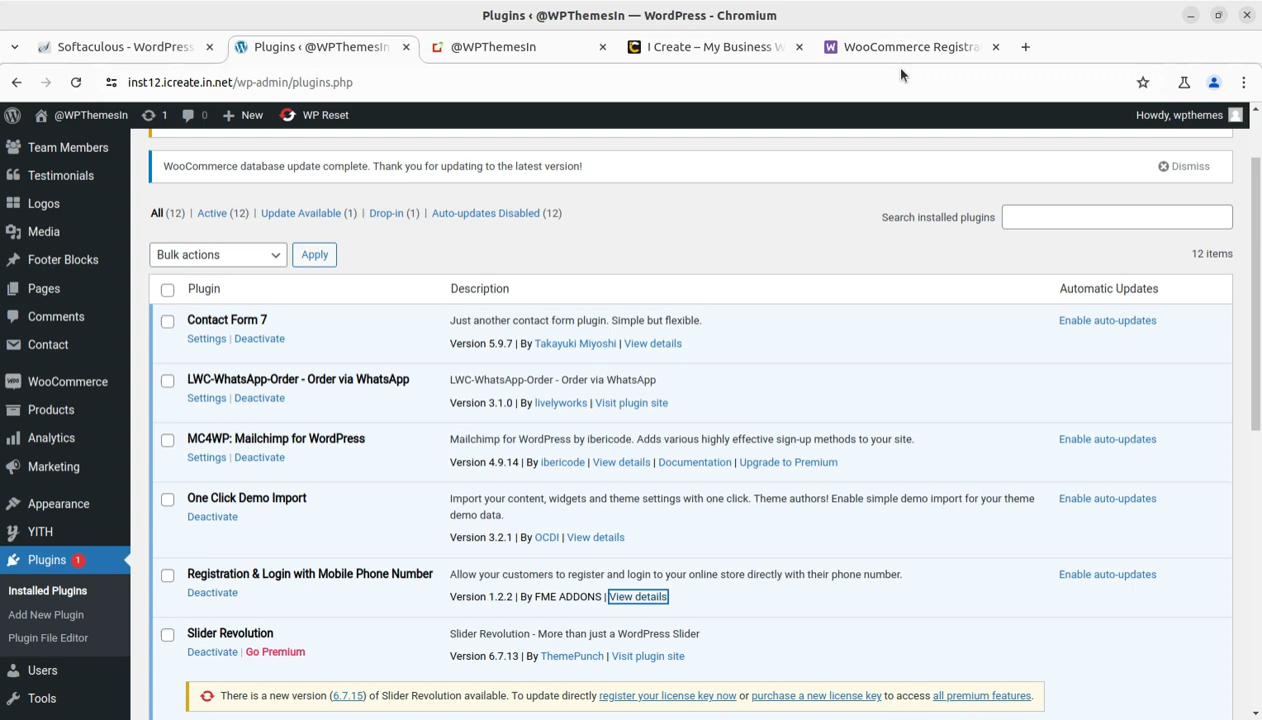 Plugins ‹ @WPThemesIn — WordPress - Chromium
Softaculous - WordPress
Plugins ‹ @WPThemesIn
@WPThemesIn
I Create – My Business W
WooCommerce Registra
inst12.icreate.in.net/wp-admin/plugins.php
@WPThemesIn 1 0 New WP Reset Howdy, wpthemes
Team Members
Testimonials
Logos
Media
Footer Blocks
Pages
Comments
Contact
WooCommerce
Products
Analytics
Marketing
Appearance
YITH
Plugins 1
Installed Plugins
Add New Plugin
Plugin File Editor
Users
Tools
WooCommerce database update complete. Thank you for updating to the latest version!
Dismiss
All (12) | Active (12) | Update Available (1) | Drop-in (1) | Auto-updates Disabled (12)
Search installed plugins
Bulk actions Apply
12 items
Plugin Description Automatic Updates
Contact Form 7
Settings | Deactivate
Just another contact form plugin. Simple but flexible.
Version 5.9.7 | By Takayuki Miyoshi | View details
Enable auto-updates
LWC-WhatsApp-Order - Order via WhatsApp
Settings | Deactivate
LWC-WhatsApp-Order - Order via WhatsApp
Version 3.1.0 | By livelyworks | Visit plugin site
MC4WP: Mailchimp for WordPress
Settings | Deactivate
Mailchimp for WordPress by ibericode. Adds various highly effective sign-up methods to your site.
Version 4.9.14 | By ibericode | View details | Documentation | Upgrade to Premium
Enable auto-updates
One Click Demo Import
Deactivate
Import your content, widgets and theme settings with one click. Theme authors! Enable simple demo import for your theme
demo data.
Version 3.2.1 | By OCDI | View details
Enable auto-updates
Registration & Login with Mobile Phone Number
Deactivate
Allow your customers to register and login to your online store directly with their phone number.
Version 1.2.2 | By FME ADDONS | View details
Enable auto-updates
Slider Revolution
Deactivate | Go Premium
Slider Revolution - More than just a WordPress Slider
Version 6.7.13 | By ThemePunch | Visit plugin site
There is a new version (6.7.15) of Slider Revolution available. To update directly register your license key now or purchase a new license key to access all premium features.